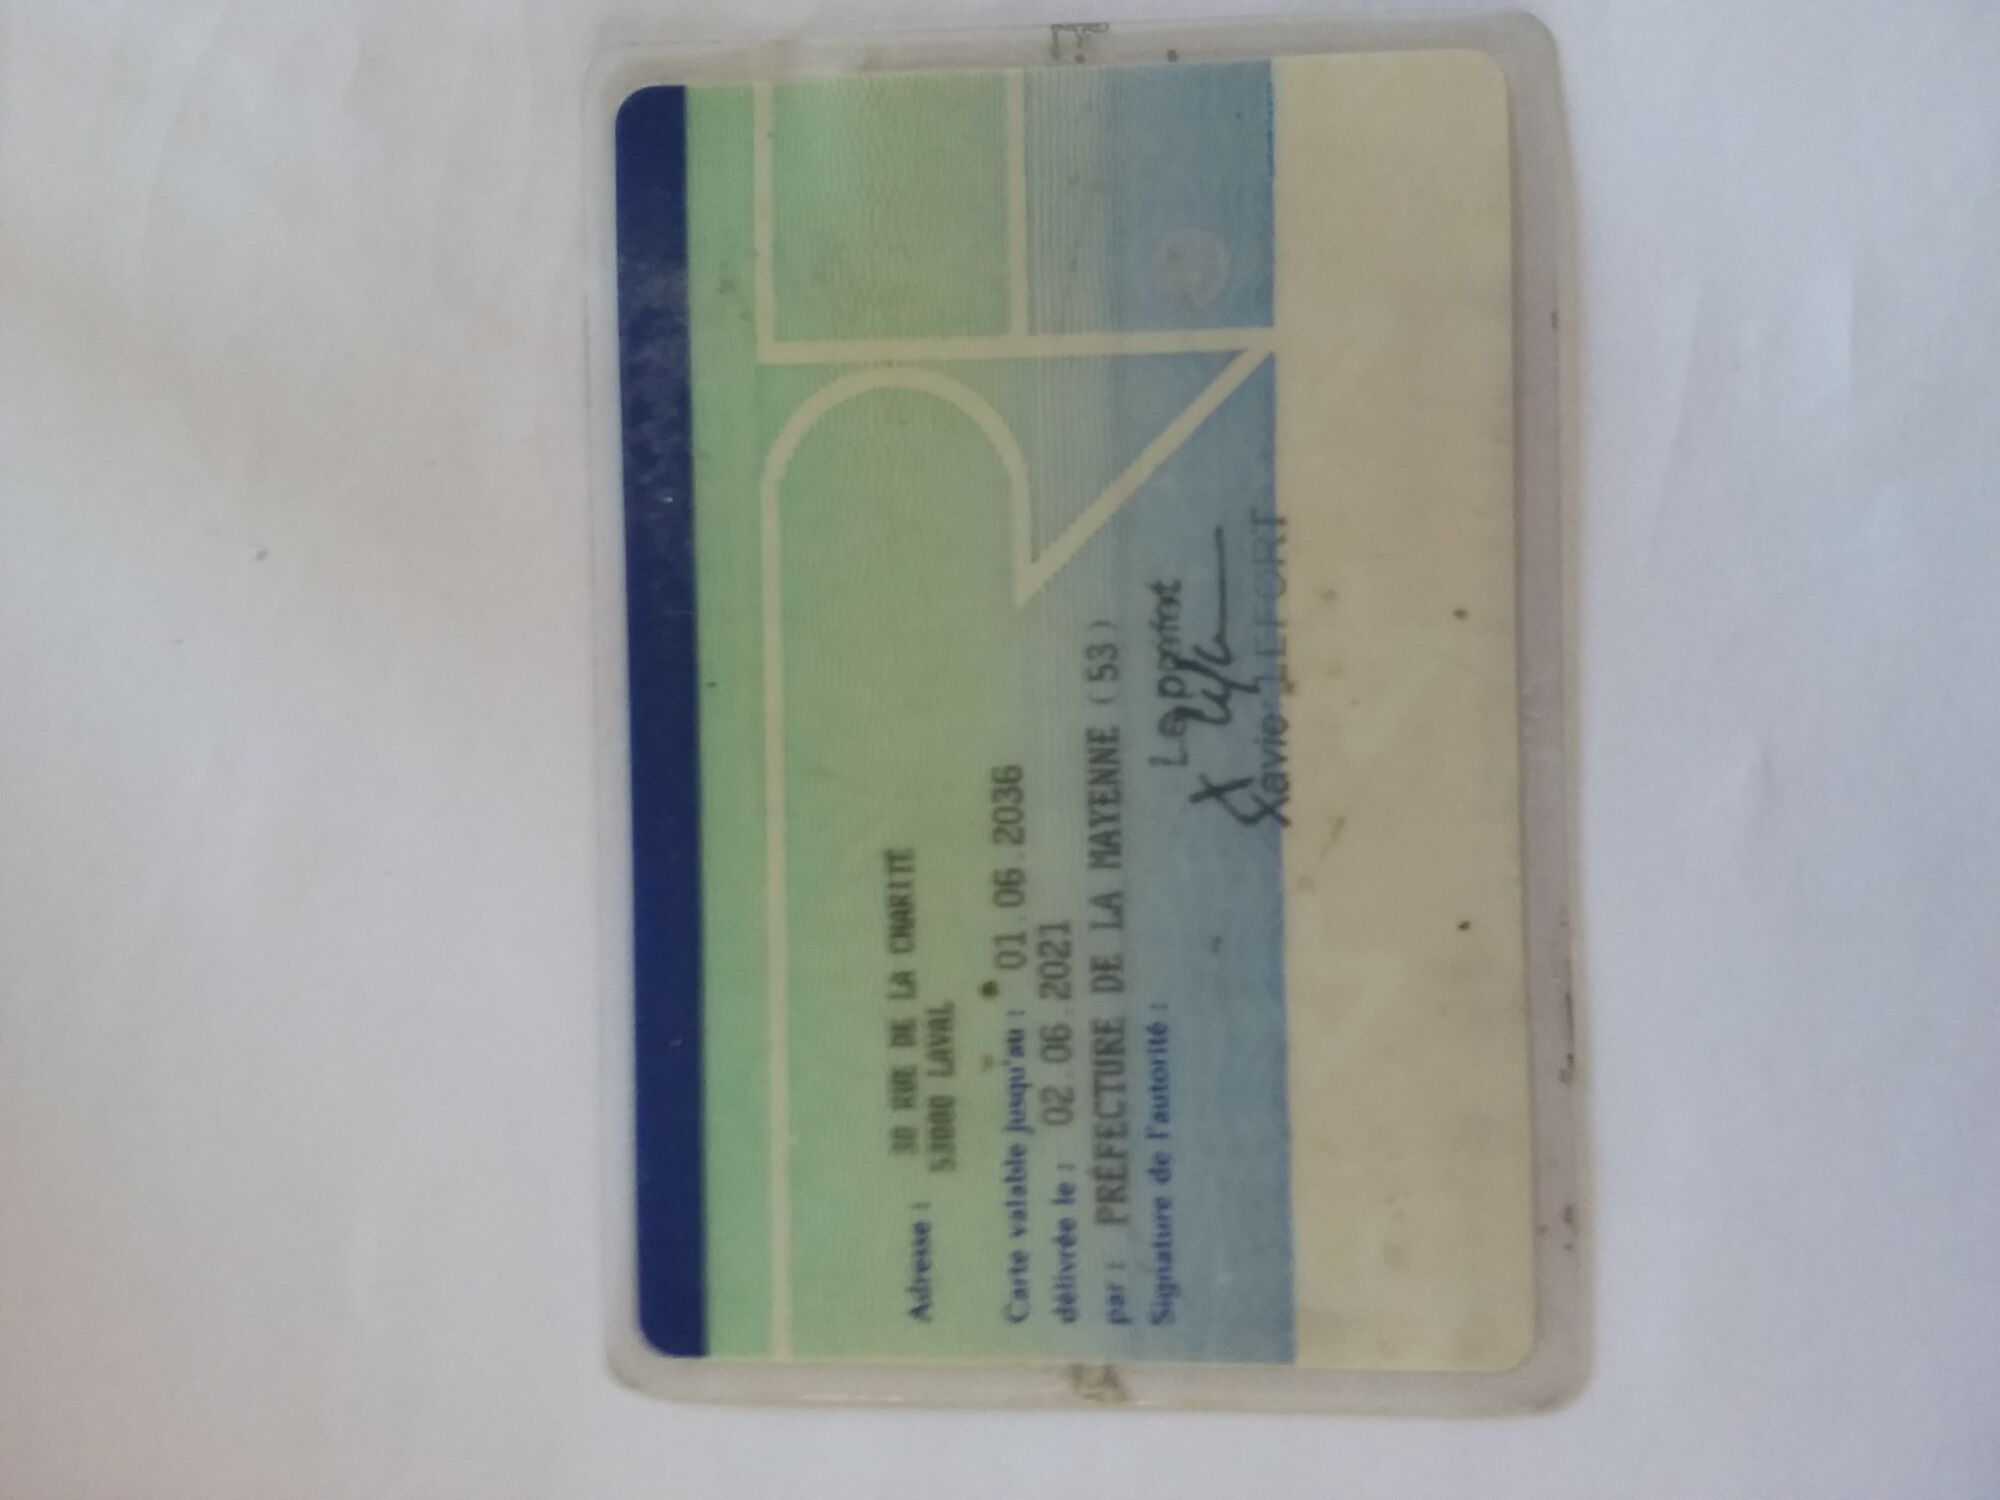 Adresse : 30 RUE DE LA CHARITE
53000 LAVAL
Carte valable jusqu'au : 01.06.2036
délivrée le : 02.06.2021
par : PRÉFECTURE DE LA MAYENNE (53)
Signature de l'autorité :
Le préfet
Xavier LEFORT